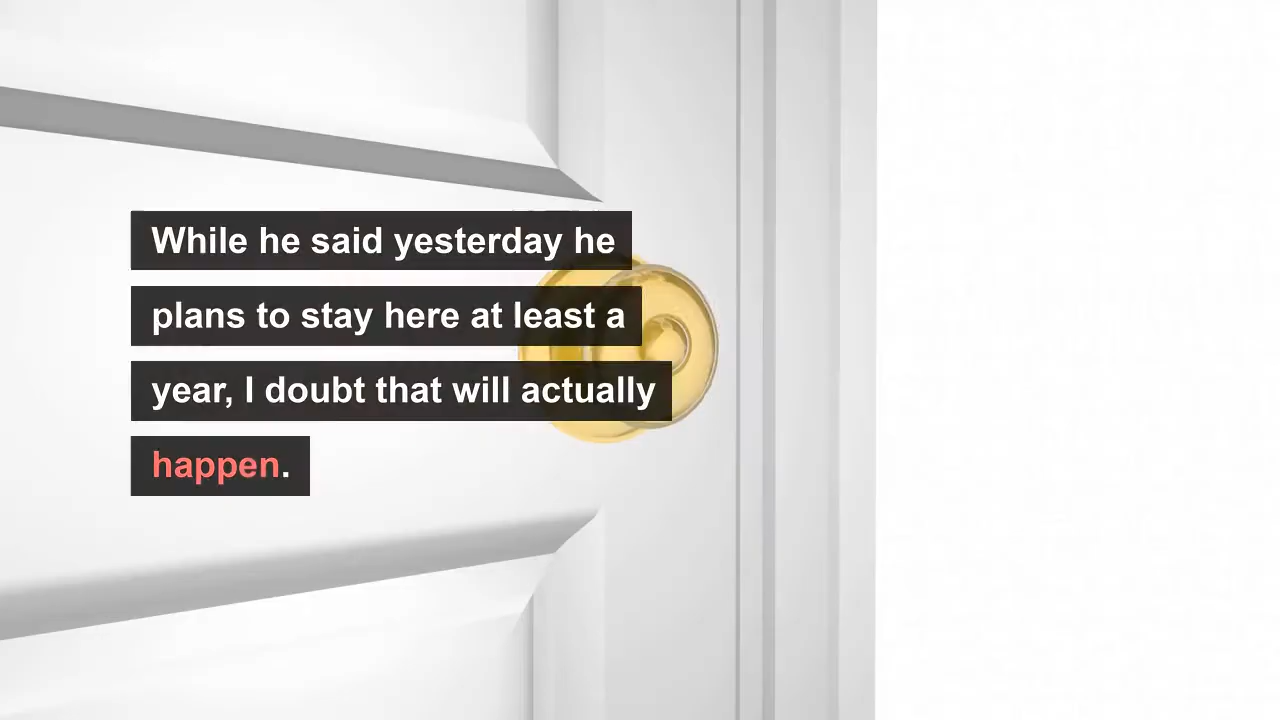 While he said yesterday he
plans to stay here at least a
year, I doubt that will actually
happen.